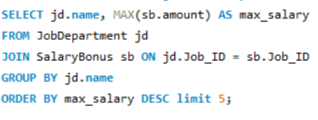 SELECT jd.name, MAX(sb.amount) AS max_salary
FROM JobDepartment jd
JOIN SalaryBonus sb ON jd.Job_ID = sb.Job_ID
GROUP BY jd.name
ORDER BY max_salary DESC limit 5;